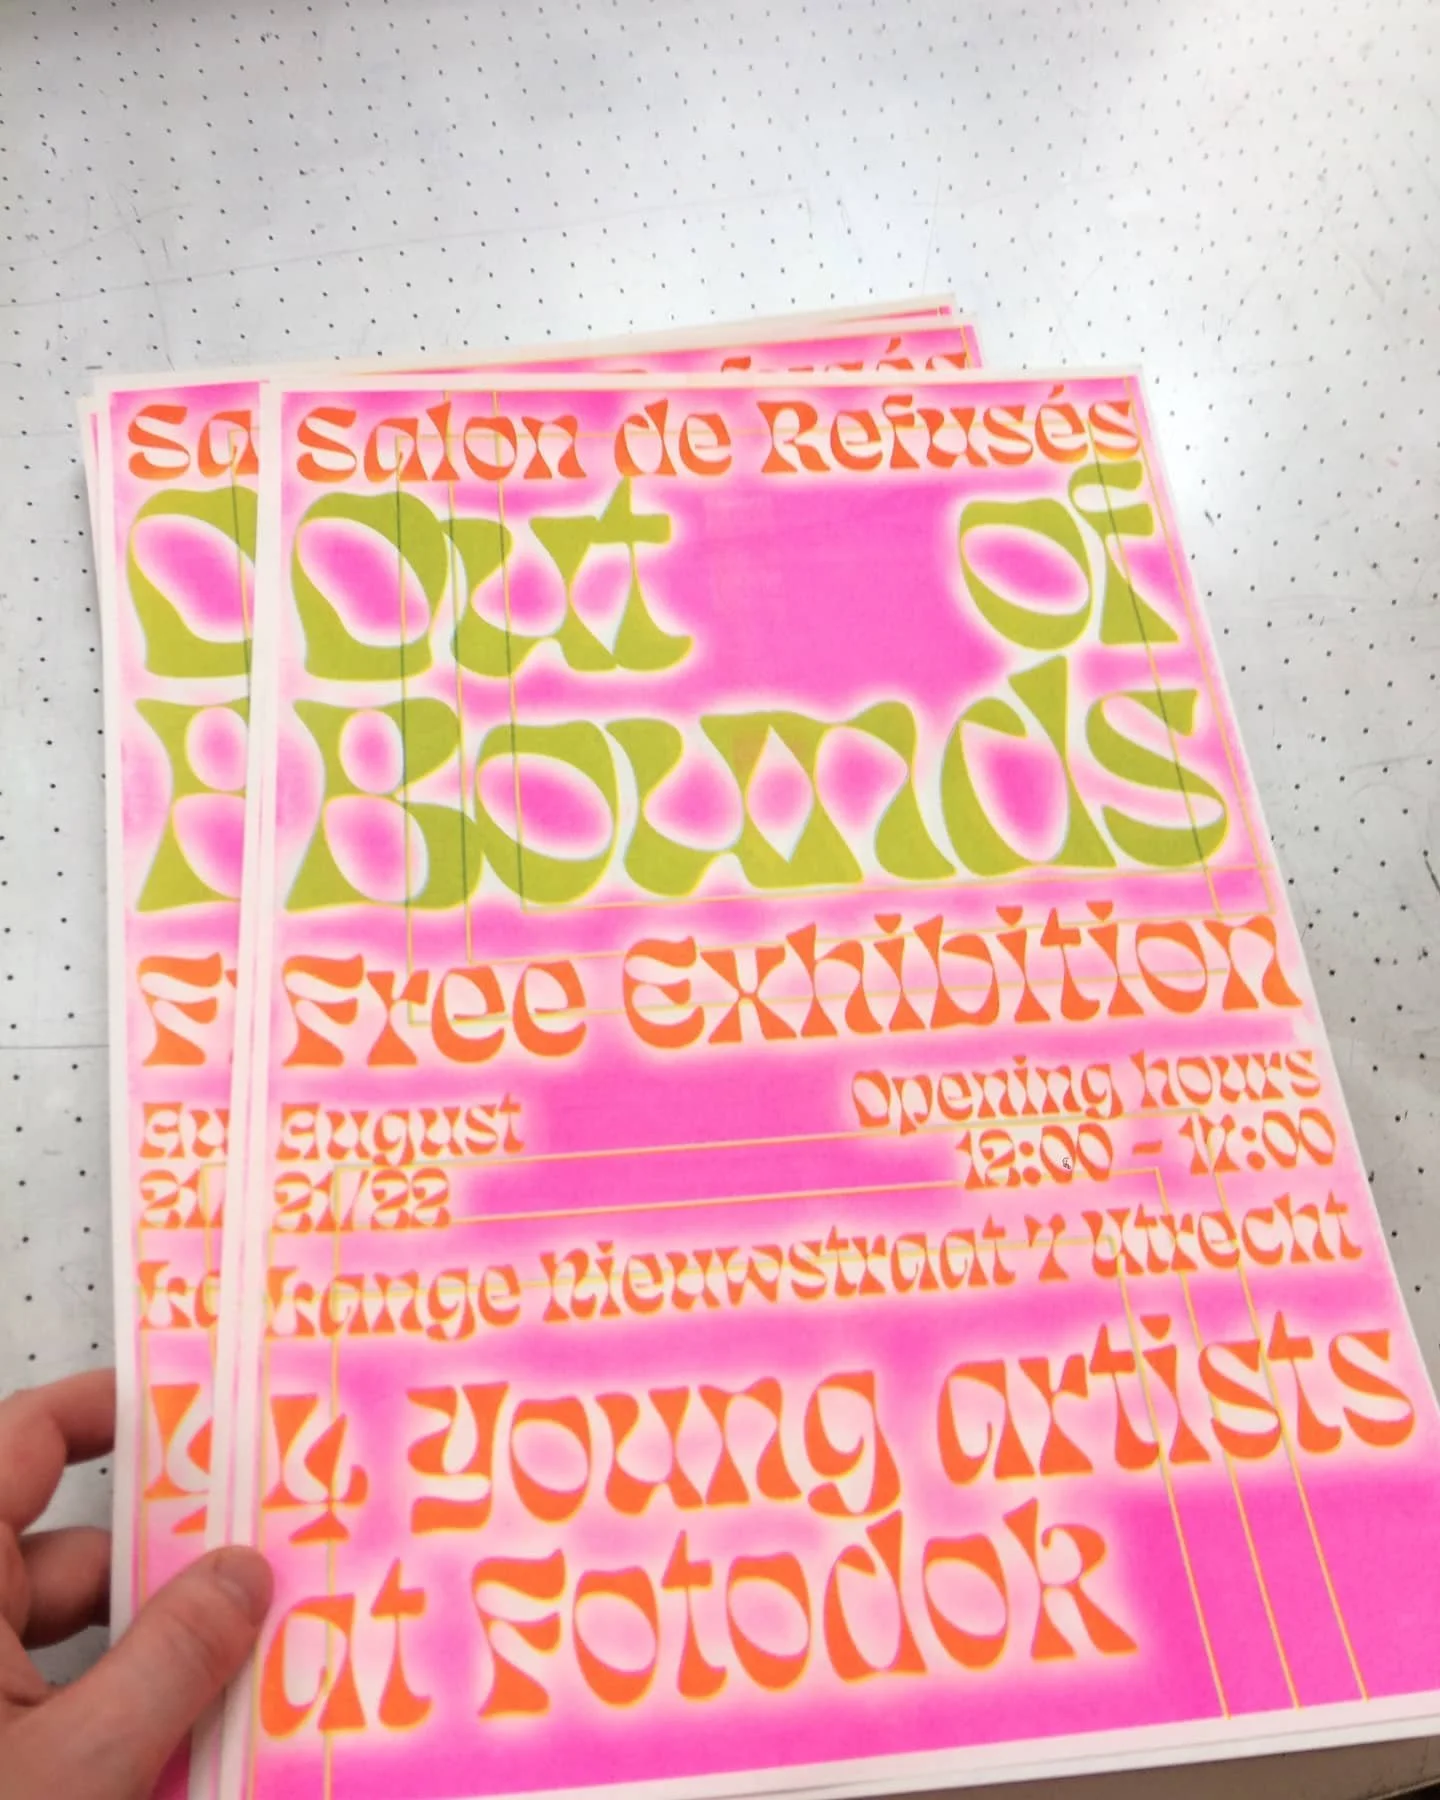 Salon de Refusés
Out of
Bounds
Free Exhibition
August
Opening hours
21/22
12:00 - 17:00
Lange Nieuwstraat 7 Utrecht
44 Young artists
at Fotodok